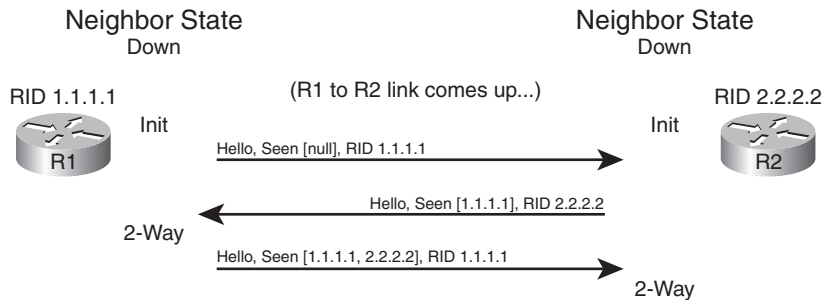 Neighbor State
Down
Neighbor State
Down
(R1 to R2 link comes up...)
RID 1.1.1.1
RID 2.2.2.2
Init
Init
R1
R2
Hello, Seen [null], RID 1.1.1.1
Hello, Seen [1.1.1.1], RID 2.2.2.2
2-Way
Hello, Seen [1.1.1.1, 2.2.2.2], RID 1.1.1.1
2-Way